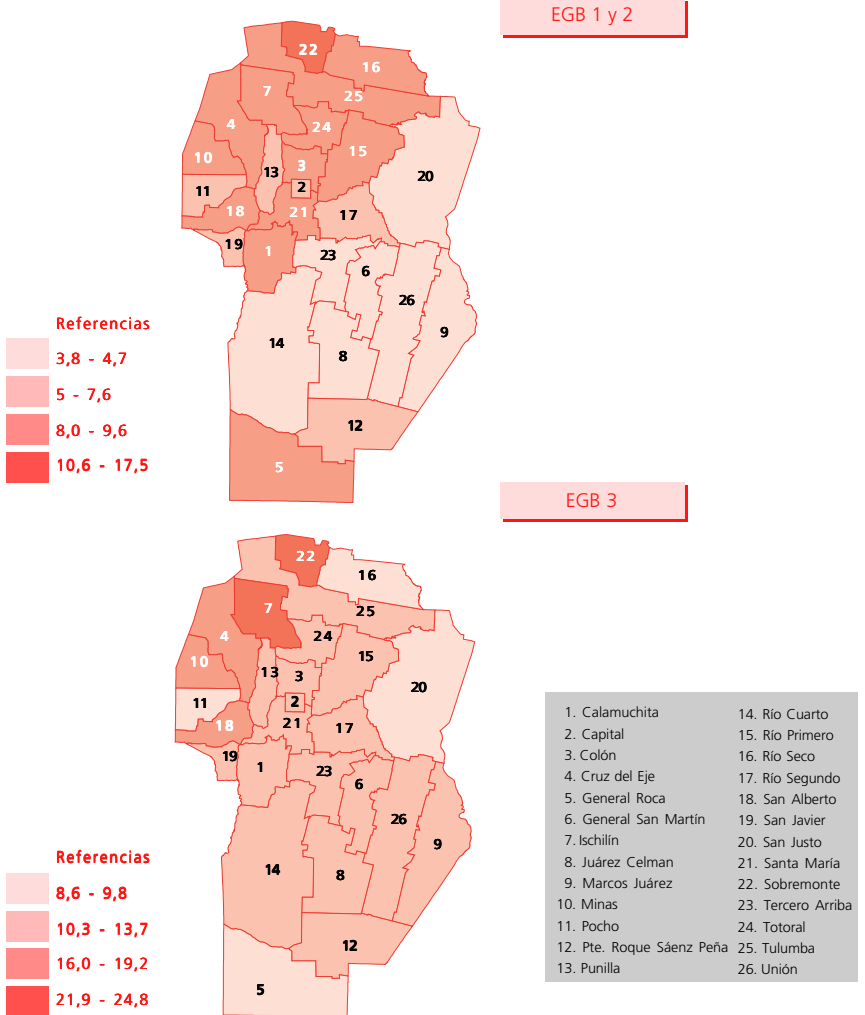 EGB 1 y 2
22
16
7
25
4
24
15
10
3
13
20
2
11
18
21
17
19
1
23
6
26
9
14
8
12
5
Referencias
3,8 - 4,7
5 - 7,6
8,0 - 9,6
10,6 - 17,5
EGB 3
22
16
7
25
4
24
15
10
13
3
20
11
2
18
21
17
19
1
23
6
26
9
14
8
12
5
Referencias
8,6 - 9,8
10,3 - 13,7
16,0 - 19,2
21,9 - 24,8
1. Calamuchita
2. Capital
3. Colón
4. Cruz del Eje
5. General Roca
6. General San Martín
7. Ischilín
8. Juárez Celman
9. Marcos Juárez
10. Minas
11. Pocho
12. Pte. Roque Sáenz Peña
13. Punilla
14. Río Cuarto
15. Río Primero
16. Río Seco
17. Río Segundo
18. San Alberto
19. San Javier
20. San Justo
21. Santa María
22. Sobremonte
23. Tercero Arriba
24. Totoral
25. Tulumba
26. Unión